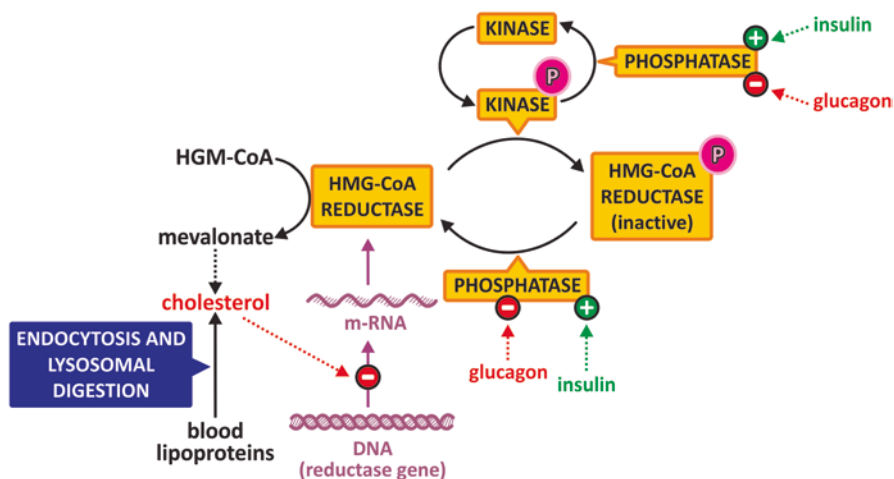 KINASE
insulin
PHOSPHATASE
P
KINASE
glucagon
HGM-CoA
P
HMG-CoA
REDUCTASE
HMG-CoA
REDUCTASE
(inactive)
mevalonate
PHOSPHATASE
cholesterol
m-RNA
ENDOCYTOSIS AND
LYSOSOMAL
DIGESTION
glucagon
insulin
blood
lipoproteins
DNA
(reductase gene)